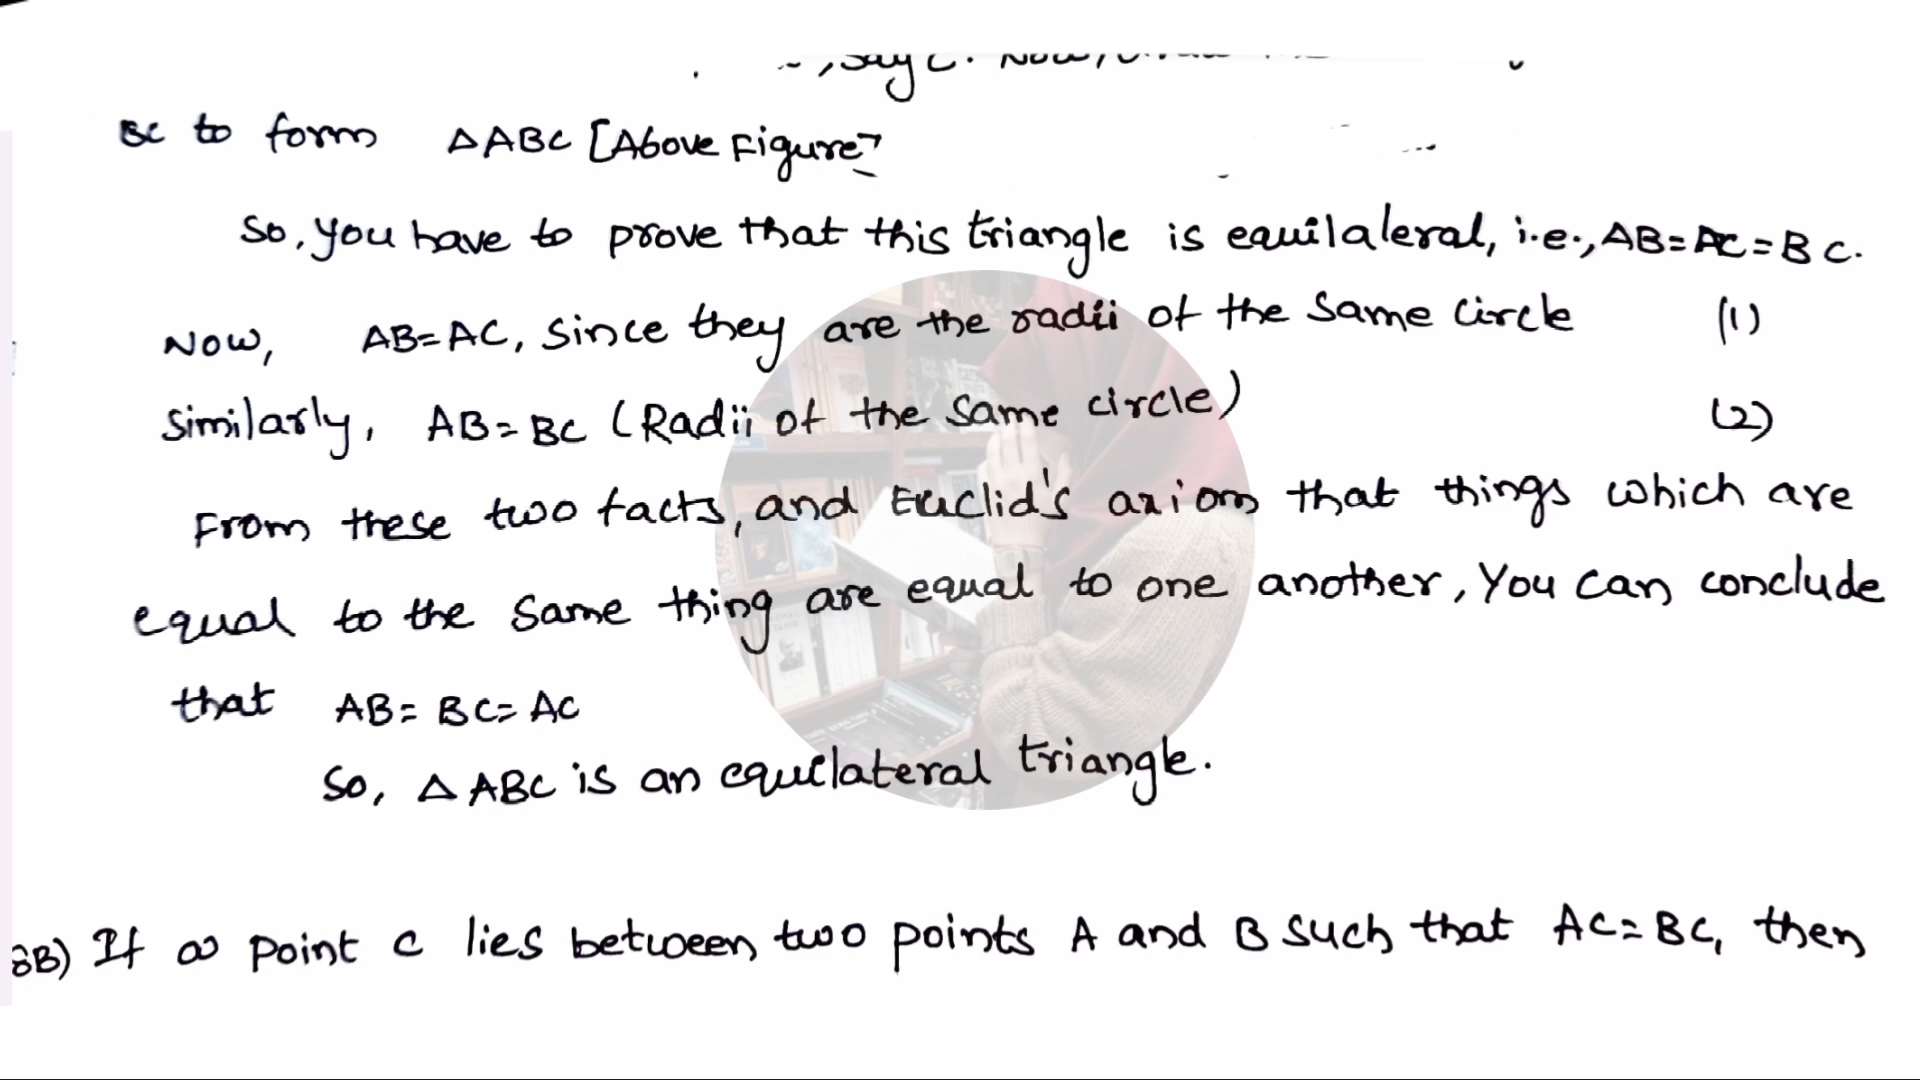 , say C. Now,
BC to form △ABC [Above Figure]
So, you have to prove that this triangle is equilaleral, i.e., AB=AC=BC.
Now, AB=AC, Since they are the radii of the same circle (1)
Similarly, AB=BC (Radii of the same circle) (2)
From these two facts, and Euclid's axiom that things which are
equal to the same thing are equal to one another, you can conclude
that AB=BC=AC
So, △ABC is an equilateral triangle.
8B) If a point C lies between two points A and B such that AC=BC, then